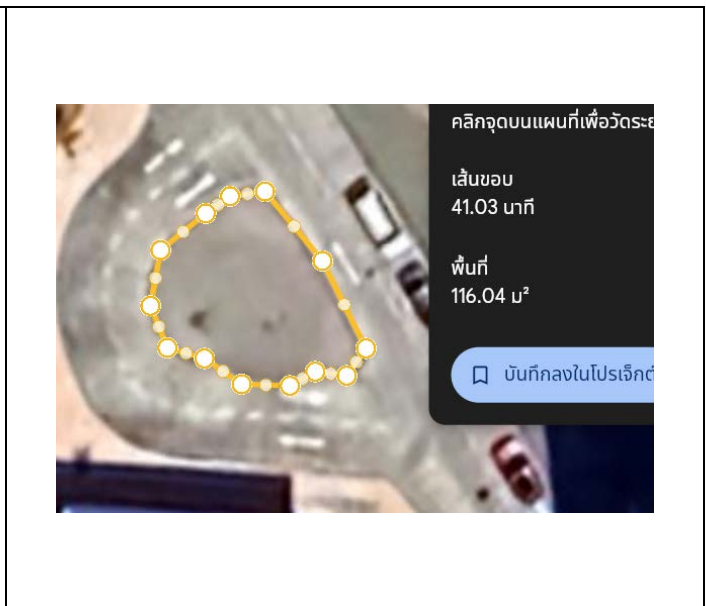 คลิกจุดบนแผนที่เพื่อวัดระย
เส้นขอบ
41.03 นาที
พื้นที่
116.04 ม²
บันทึกลงในโปรเจ็กต์